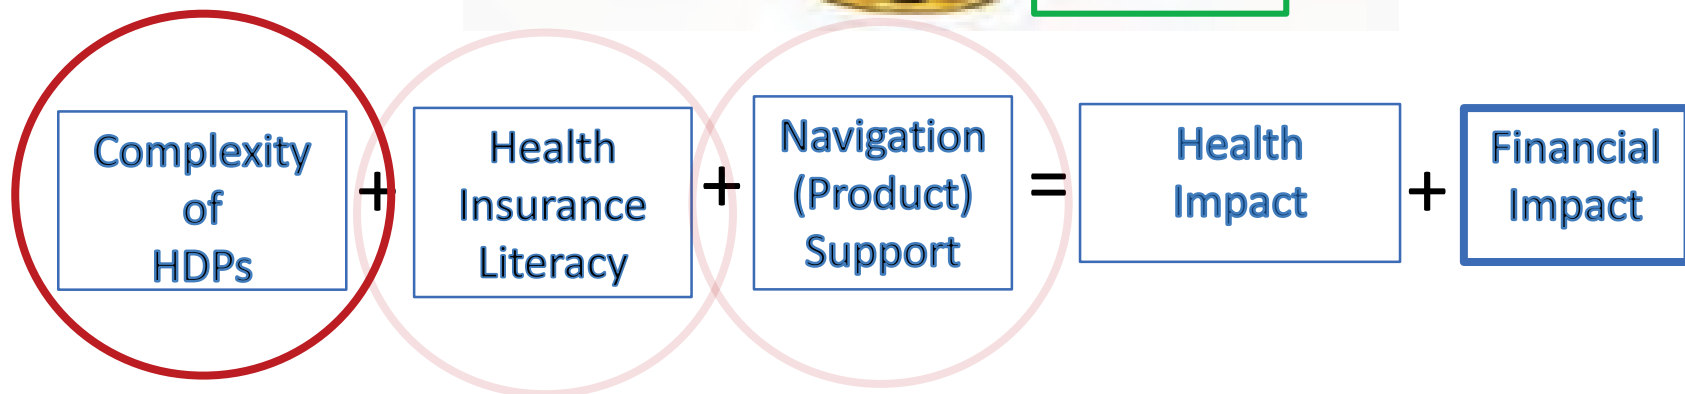 Complexity
of
HDPs
+
Health
Insurance
Literacy
+
Navigation
(Product)
Support
=
Health
Impact
+
Financial
Impact